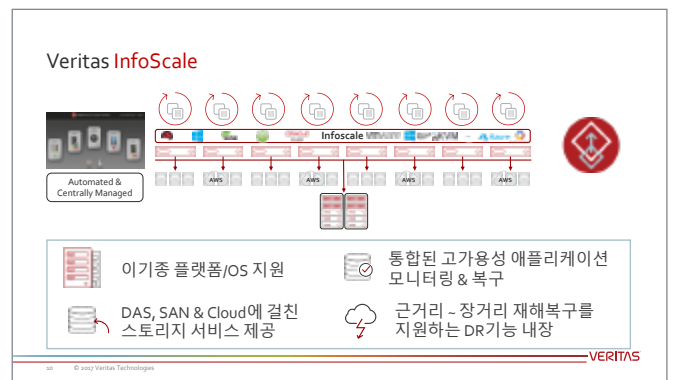 Veritas InfoScale
Infoscale
Azure
Automated &
Centrally Managed
AWS
AWS
AWS
AWS
이기종 플랫폼/OS 지원
통합된 고가용성 애플리케이션
모니터링 & 복구
DAS, SAN & Cloud에 걸친
스토리지 서비스 제공
근거리 ~ 장거리 재해복구를
지원하는 DR기능 내장
VERITAS
10 © 2017 Veritas Technologies